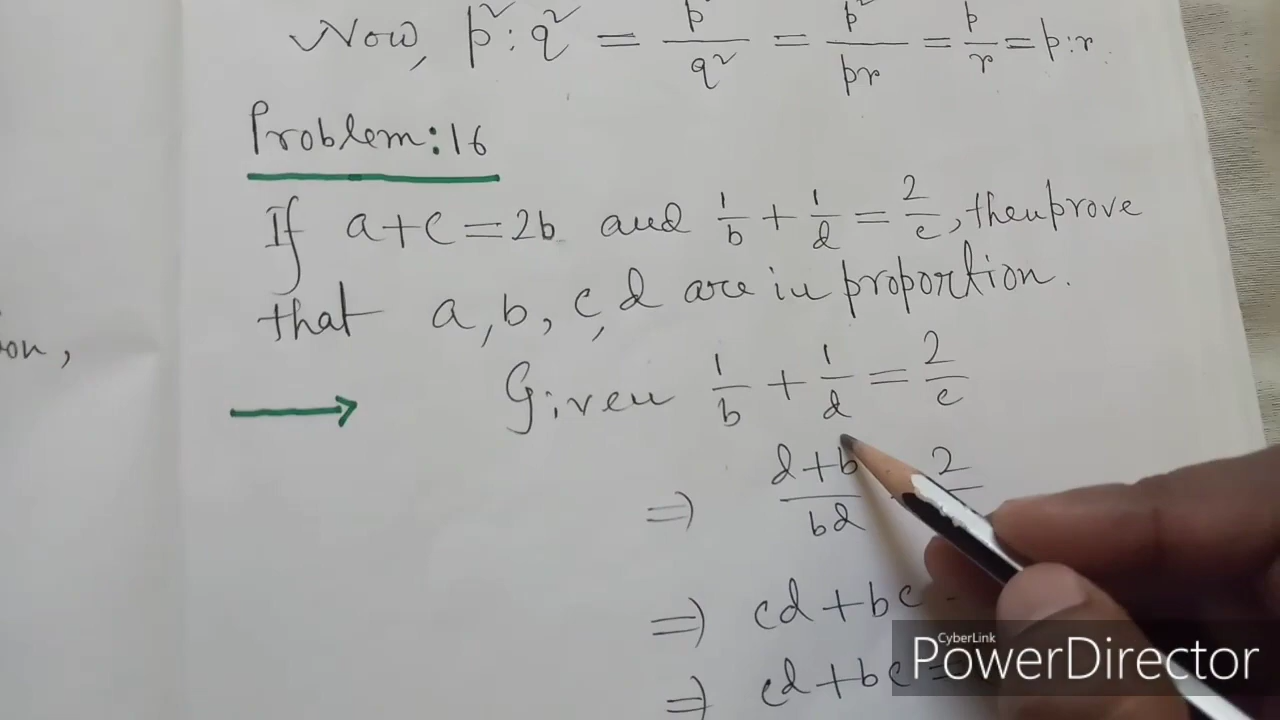 Now, p² : q² = p²/q² = p²/pr = p/r = p:r
Problem:16
If a+c=2b and 1/b + 1/d = 2/c, then prove
that a, b, c, d are in proportion.
on,
Given 1/b + 1/d = 2/c
⇒ d+b/bd 2
⇒ cd+bc
⇒ cd+bc =
CyberLink
PowerDirector